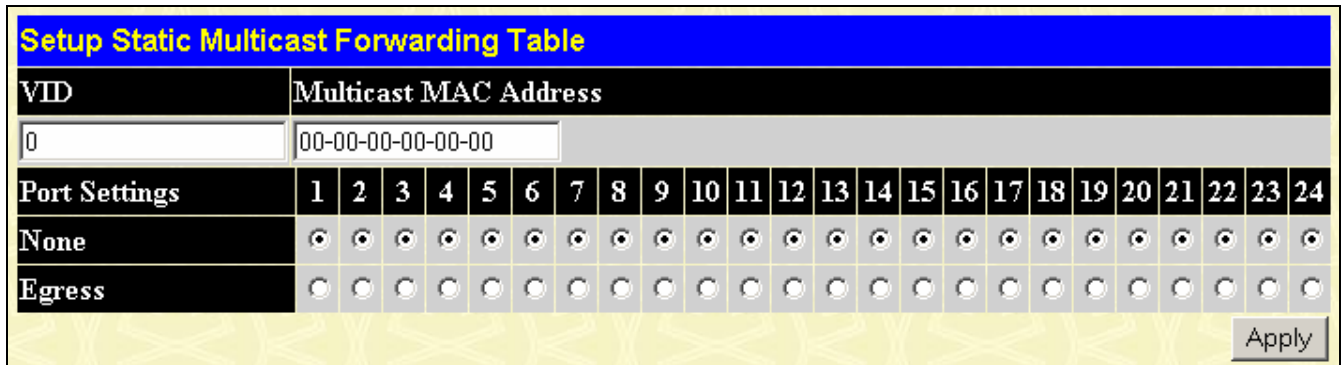 Setup Static Multicast Forwarding Table
VID Multicast MAC Address
0 00-00-00-00-00-00
Port Settings 1 2 3 4 5 6 7 8 9 10 11 12 13 14 15 16 17 18 19 20 21 22 23 24
None
Egress
Apply